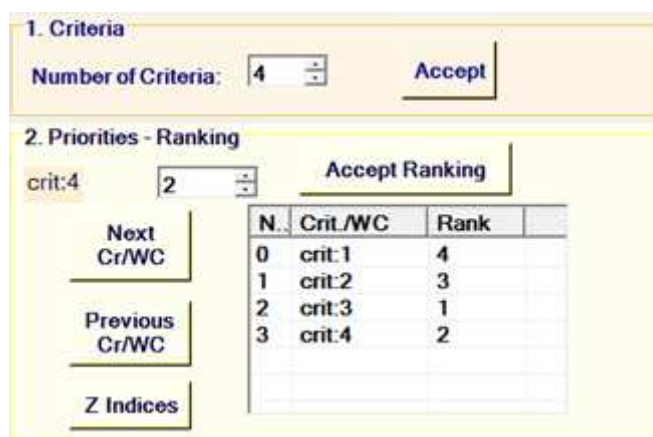 1. Criteria
Number of Criteria: 4 Accept
2. Priorities - Ranking
crit:4 2 Accept Ranking
Next
Cr/WC
Previous
Cr/WC
Z Indices
N.. Crit./WC Rank
0 crit:1 4
1 crit:2 3
2 crit:3 1
3 crit:4 2